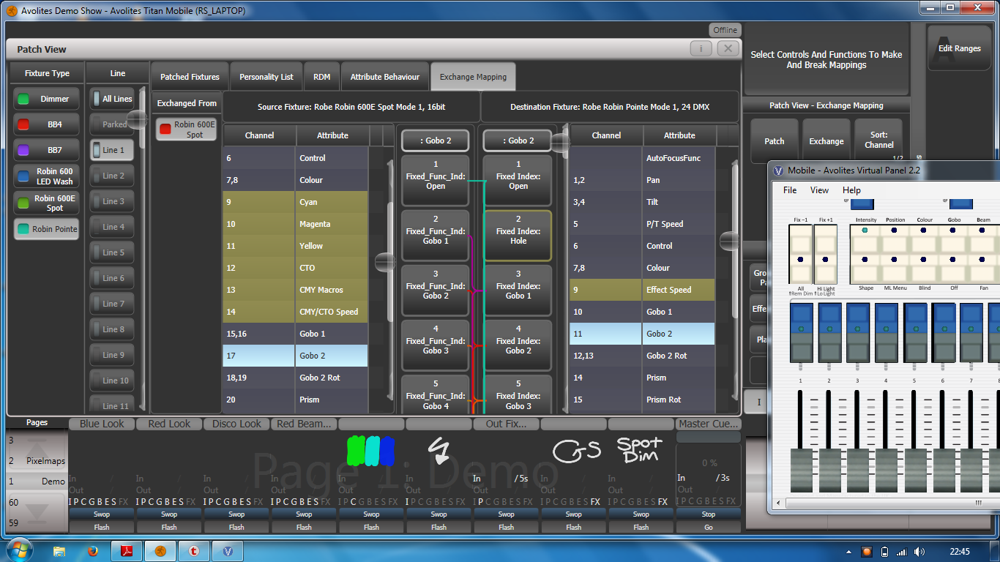 Avolites Demo Show - Avolites Titan Mobile (RS_LAPTOP)
Offline
Patch View
i
Select Controls And Functions To Make
And Break Mappings
A
Edit Ranges
Fixture Type
Line
Patched Fixtures
Personality List
RDM
Attribute Behaviour
Exchange Mapping
Dimmer
BB4
BB7
Robin 600
LED Wash
Robin 600E
Spot
Robin Pointe
All Lines
Parked
Line 1
Line 2
Line 3
Line 4
Line 5
Line 6
Line 7
Line 8
Line 9
Line 10
Line 11
Exchanged From
Robin 600E
Spot
Source Fixture: Robe Robin 600E Spot Mode 1, 16bit
Destination Fixture: Robe Robin Pointe Mode 1, 24 DMX
Channel Attribute
6 Control
7,8 Colour
9 Cyan
10 Magenta
11 Yellow
12 CTO
13 CMY Macros
14 CMY/CTO Speed
15,16 Gobo 1
17 Gobo 2
18,19 Gobo 2 Rot
20 Prism
: Gobo 2
1
Fixed_Func_Ind:
Open
2
Fixed_Func_Ind:
Gobo 1
3
Fixed_Func_Ind:
Gobo 2
4
Fixed_Func_Ind:
Gobo 3
5
Fixed_Func_Ind:
Gobo 4
: Gobo 2
1
Fixed Index:
Open
2
Fixed Index:
Hole
3
Fixed Index:
Gobo 1
4
Fixed Index:
Gobo 2
5
Fixed Index:
Gobo 3
Channel Attribute
AutoFocusFunc
1,2 Pan
3,4 Tilt
5 P/T Speed
6 Control
7,8 Colour
9 Effect Speed
10 Gobo 1
11 Gobo 2
12,13 Gobo 2 Rot
14 Prism
15 Prism Rot
Patch View - Exchange Mapping
Patch
Exchange
Sort:
Channel
1/2
Mobile - Avolites Virtual Panel 2.2
File View Help
Fix -1 Fix +1 Intensity Position Colour Gobo Beam
All Hi Light Shape ML Menu Blind Off Fan
↑Rem Dim ↑Lo Light
1 2 3 4 5 6 7
I
Pages
3
2 Pixelmaps
1 Demo
60
59
Blue Look Red Look Disco Look Red Beam... Out Fix... Master Cue...
Page 1: Demo
GS
Spot
Dim
0 %
In / In / In / In / In / In / In /5s In / In / In /3s
Out / Out / Out / Out / Out / Out / Out / Out / Out / Out /
I P C G B E S FX I P C G B E S FX I P C G B E S FX I P C G B E S FX I P C G B E S FX I P C G B E S FX I P C G B E S FX I P C G B E S FX I P C G B E S FX I P C G B E S FX
Swop Swop Swop Swop Swop Swop Swop Swop Swop Stop
Flash Flash Flash Flash Flash Flash Flash Flash Flash Go
22:45